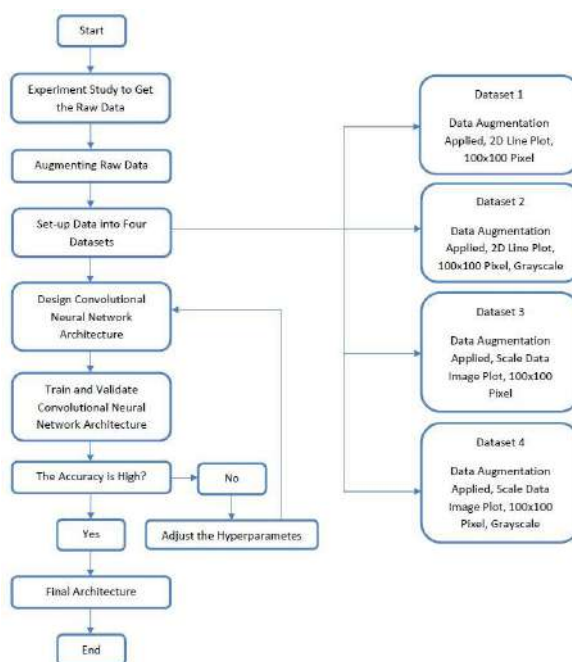 Start
Experiment Study to Get
the Raw Data
Augmenting Raw Data
Set-up Data into Four
Datasets
Design Convolutional
Neural Network
Architecture
Train and Validate
Convolutional Neural
Network Architecture
The Accuracy is High?
No
Yes
Adjust the Hyperparametes
Final Architecture
End
Dataset 1
Data Augmentation
Applied, 2D Line Plot,
100x100 Pixel
Dataset 2
Data Augmentation
Applied, 2D Line Plot,
100x100 Pixel, Grayscale
Dataset 3
Data Augmentation
Applied, Scale Data
Image Plot, 100x100
Pixel
Dataset 4
Data Augmentation
Applied, Scale Data
Image Plot, 100x100
Pixel, Grayscale